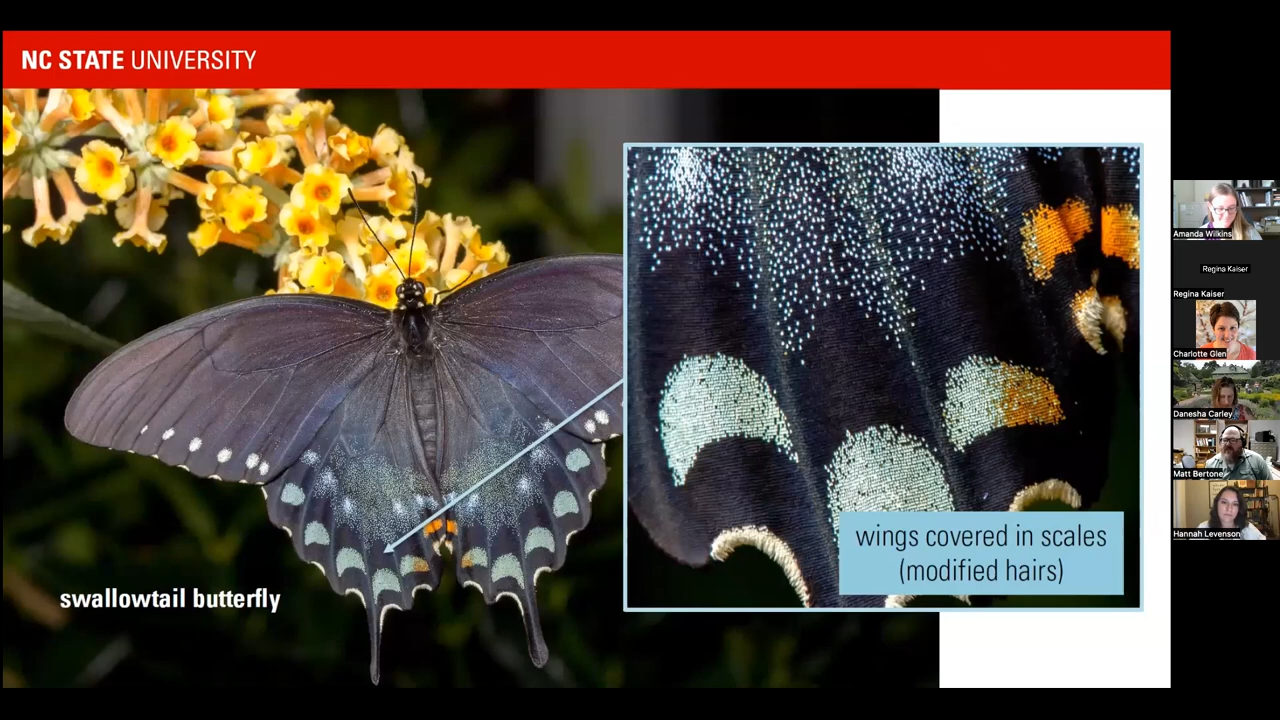 NC STATE UNIVERSITY
wings covered in scales
(modified hairs)
swallowtail butterfly
Amanda Wilkins
Regina Kaiser
Regina Kaiser
Charlotte Glen
Danesha Carley
Matt Bertone
Hannah Levenson